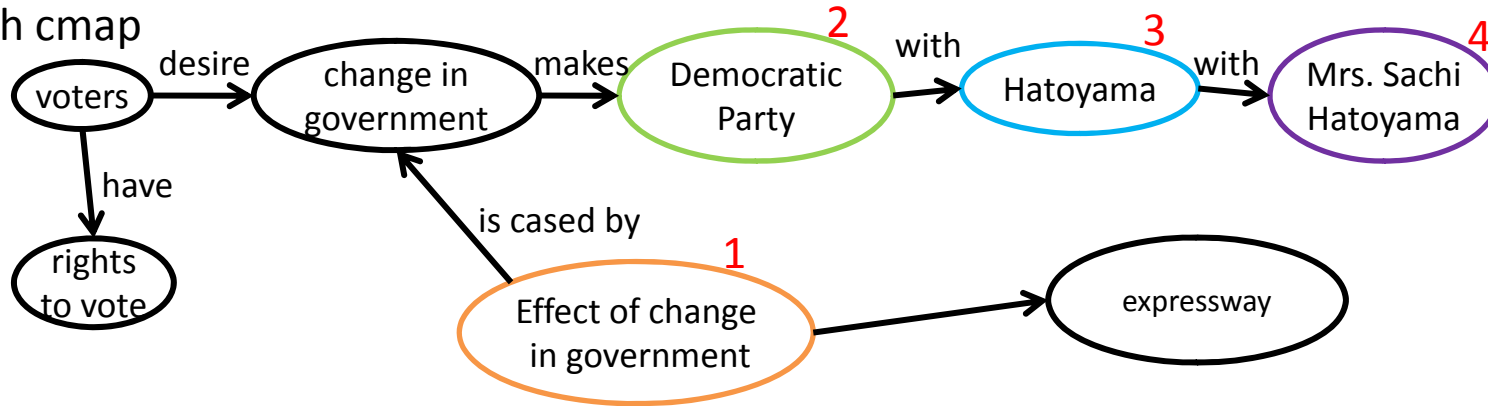 h cmap
2
3
4
desire
makes
with
with
voters
change in
government
Democratic
Party
Hatoyama
Mrs. Sachi
Hatoyama
have
is cased by
rights
to vote
1
Effect of change
in government
expressway